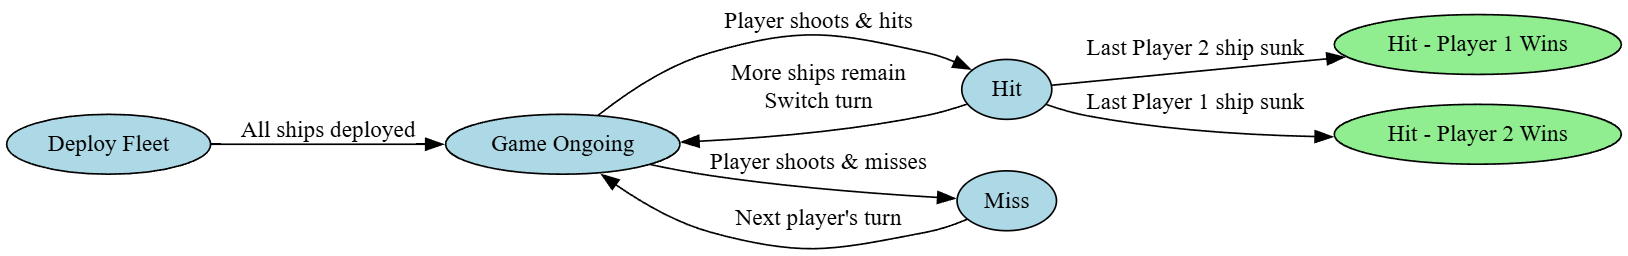 Deploy Fleet
All ships deployed
Game Ongoing
Player shoots & hits
More ships remain
Switch turn
Player shoots & misses
Next player's turn
Hit
Miss
Last Player 2 ship sunk
Last Player 1 ship sunk
Hit - Player 1 Wins
Hit - Player 2 Wins